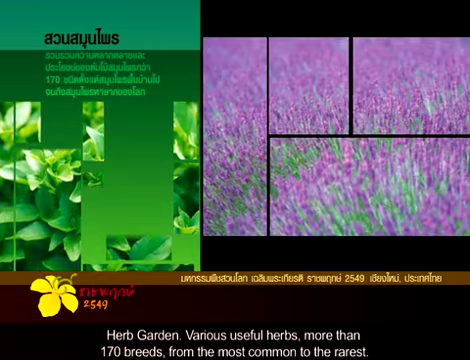 สวนสมุนไพร
รวบรวมความหลากหลายและ
ประโยชน์ของต้นไม้สมุนไพรกว่า
170 ชนิดตั้งแต่สมุนไพรพื้นบ้านไป
จนถึงสมุนไพรหายากของโลก
มหกรรมพืชสวนโลก เฉลิมพระเกียรติ ราชพฤกษ์ 2549 เชียงใหม่, ประเทศไทย
ราชพฤกษ์
2549
Herb Garden. Various useful herbs, more than
170 breeds, from the most common to the rarest.